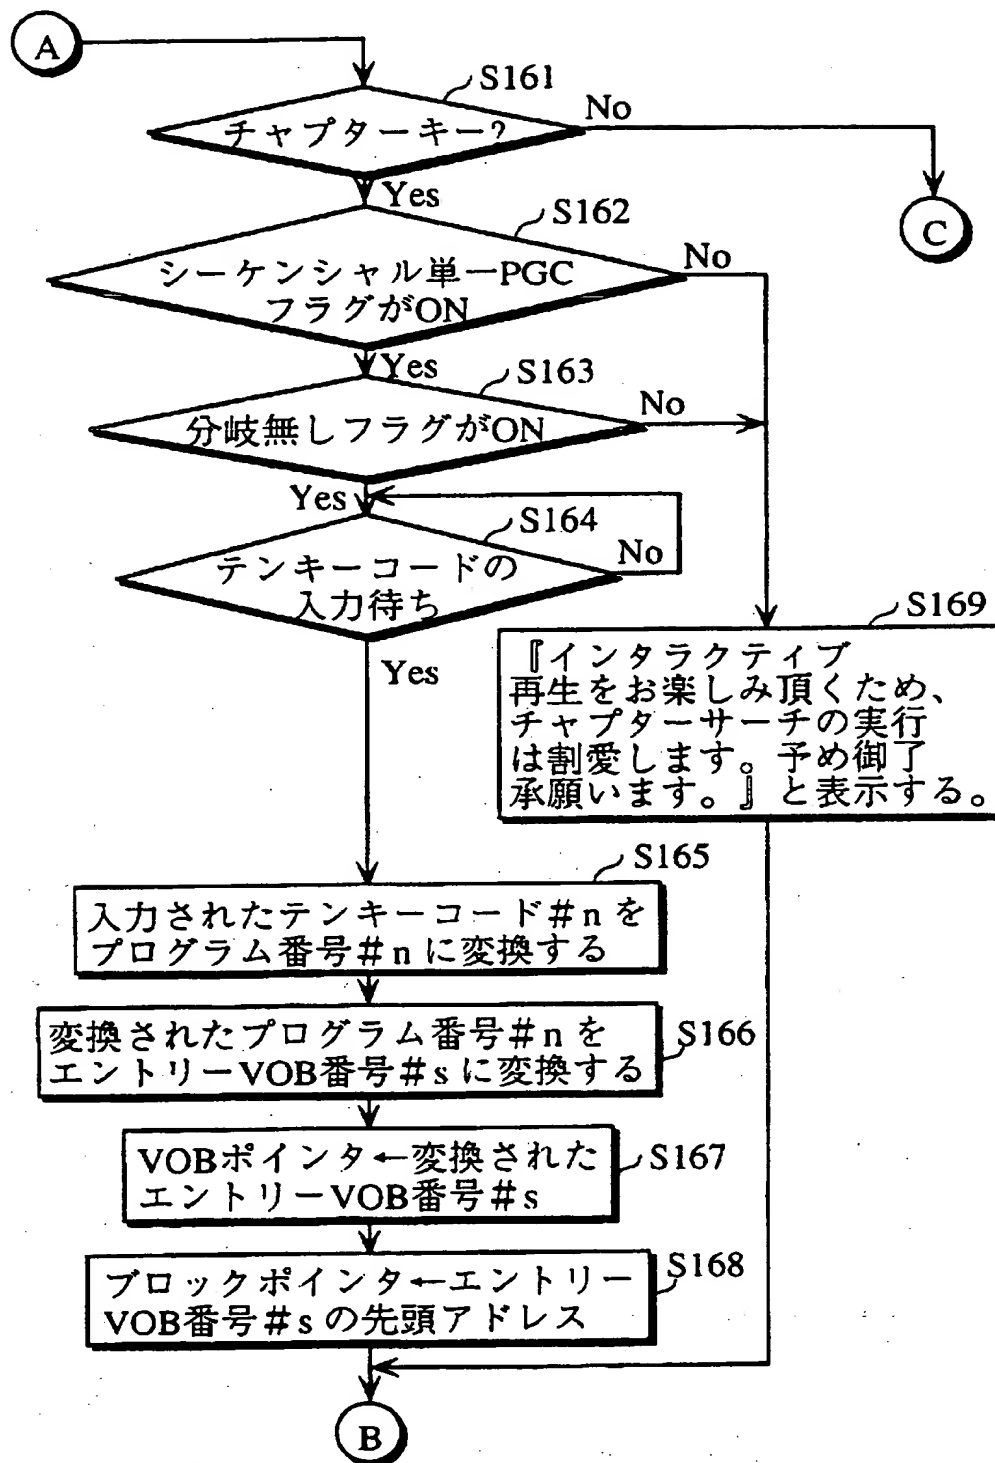 A
S161
チャプターキー?
No
Yes
C
S162
シーケンシャル単一PGC
フラグがON
No
Yes
S163
分岐無しフラグがON
No
Yes
S164
テンキーコードの
入力待ち
No
Yes
S169
『インタラクティブ
再生をお楽しみ頂くため、
チャプターサーチの実行
は割愛します。予め御了
承願います。』と表示する。
S165
入力されたテンキーコード#nを
プログラム番号#nに変換する
変換されたプログラム番号#nを
エントリーVOB番号#sに変換する
S166
VOBポインタ←変換された
エントリーVOB番号#s
S167
ブロックポインタ←エントリー
VOB番号#sの先頭アドレス
S168
B